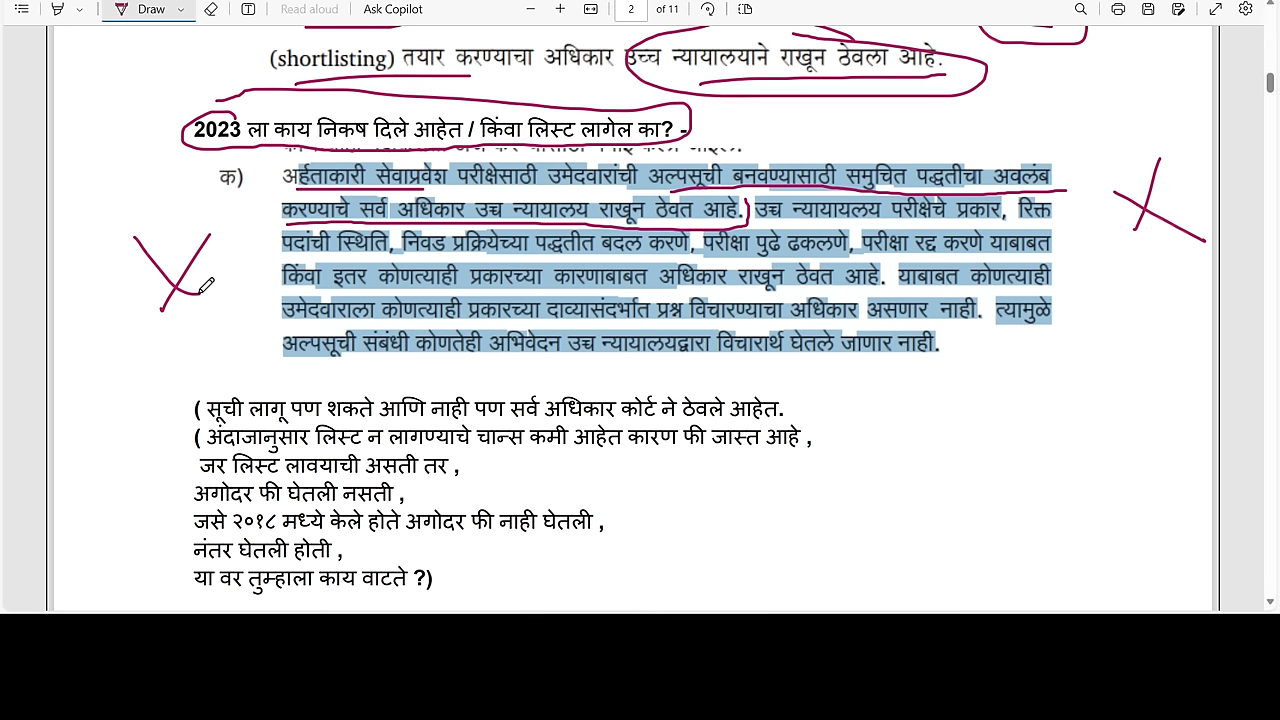 Draw
Read aloud
Ask Copilot
2
of 11
(shortlisting) तयार करण्याचा अधिकार उच्च न्यायालयाने राखून ठेवला आहे.
2023 ला काय निकष दिले आहेत / किंवा लिस्ट लागेल का? -
क) अर्हताकारी सेवाप्रवेश परीक्षेसाठी उमेदवारांची अल्पसूची बनवण्यासाठी समुचित पद्धतीचा अवलंब
करण्याचे सर्व अधिकार उच्च न्यायालय राखून ठेवत आहे. उच्च न्यायायलय परीक्षेचे प्रकार, रिक्त
पदांची स्थिति, निवड प्रक्रियेच्या पद्धतीत बदल करणे, परीक्षा पुढे ढकलणे, परीक्षा रद्द करणे याबाबत
किंवा इतर कोणत्याही प्रकारच्या कारणाबाबत अधिकार राखून ठेवत आहे. याबाबत कोणत्याही
उमेदवाराला कोणत्याही प्रकारच्या दाव्यासंदर्भात प्रश्न विचारण्याचा अधिकार असणार नाही. त्यामुळे
अल्पसूची संबंधी कोणतेही अभिवेदन उच्च न्यायालयद्वारा विचारार्थ घेतले जाणार नाही.
( सूची लागू पण शकते आणि नाही पण सर्व अधिकार कोर्ट ने ठेवले आहेत.
( अंदाजानुसार लिस्ट न लागण्याचे चान्स कमी आहेत कारण फी जास्त आहे ,
जर लिस्ट लावयाची असती तर ,
अगोदर फी घेतली नसती ,
जसे २०१८ मध्ये केले होते अगोदर फी नाही घेतली ,
नंतर घेतली होती ,
या वर तुम्हाला काय वाटते ?)